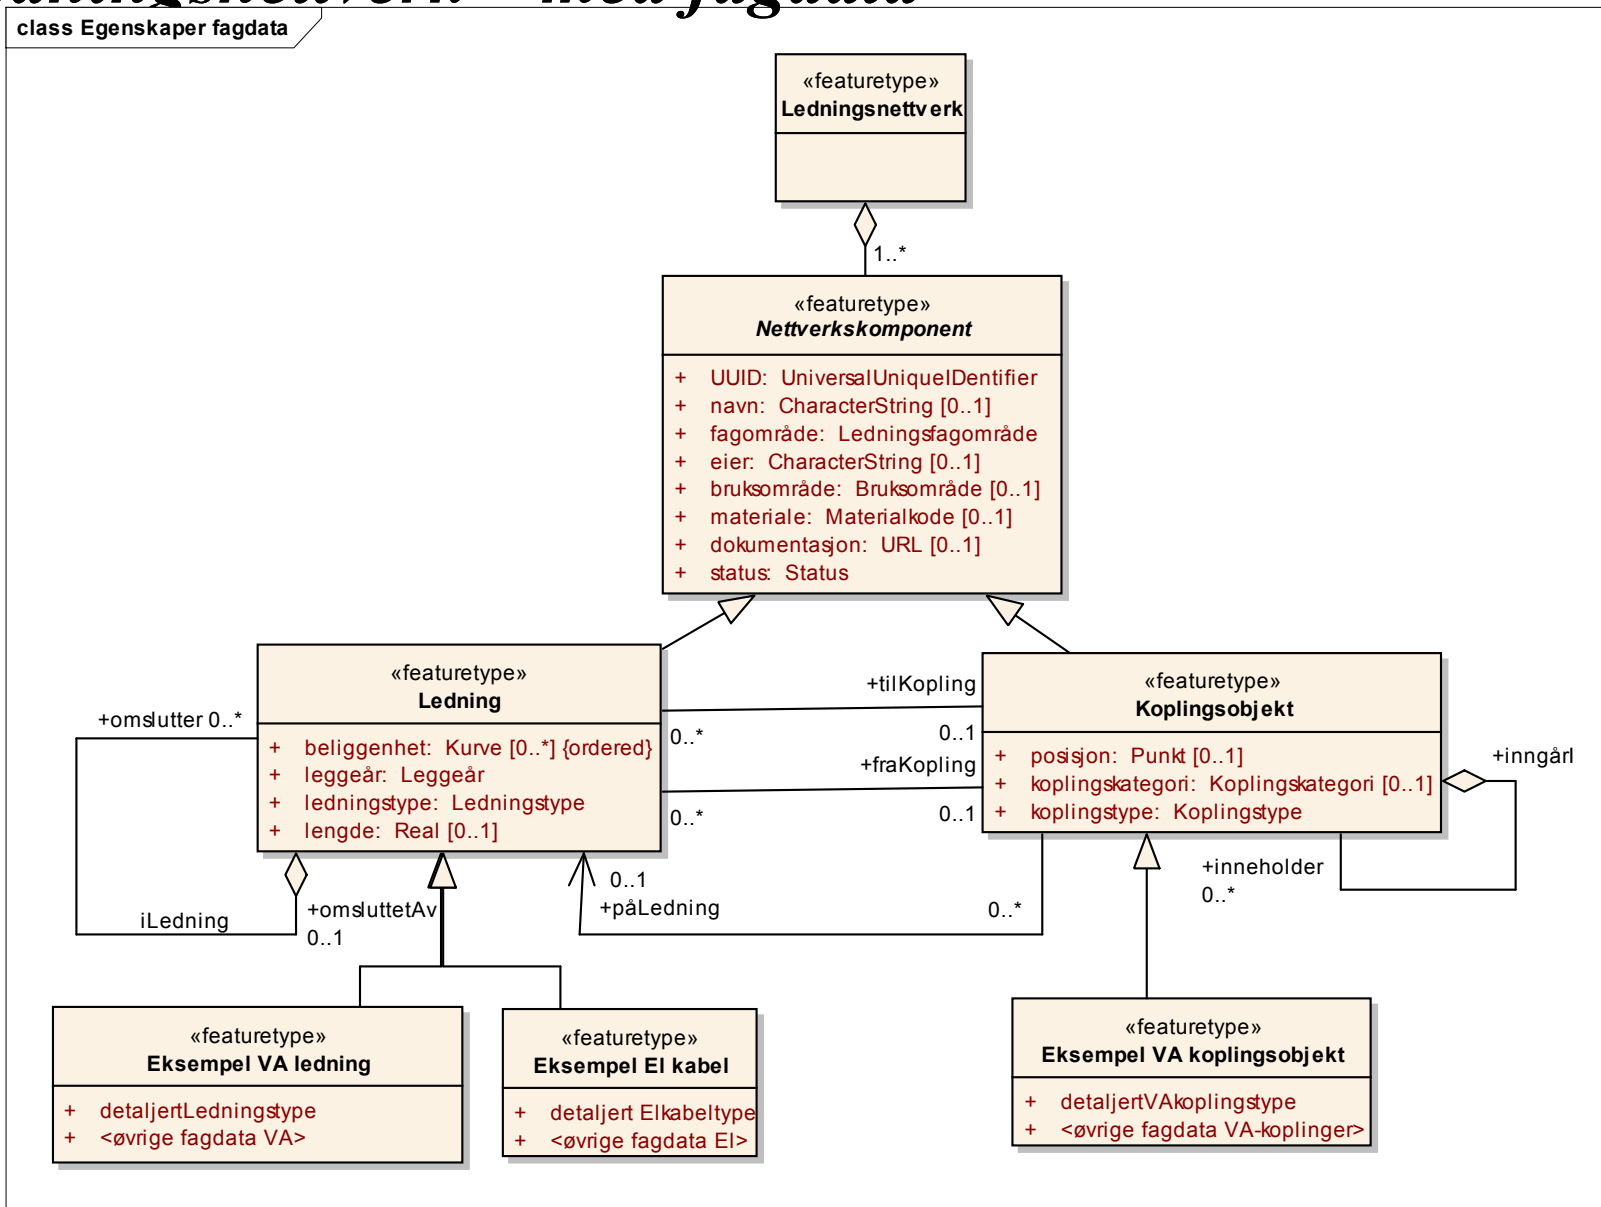 med fagdata
class Egenskaper fagdata
«featuretype»
Ledningsnettverk
1..*
«featuretype»
Nettverkskomponent
+ UUID: UniversalUniqueIDentifier
+ navn: CharacterString [0..1]
+ fagområde: Ledningsfagområde
+ eier: CharacterString [0..1]
+ bruksområde: Bruksområde [0..1]
+ materiale: Materialkode [0..1]
+ dokumentasjon: URL [0..1]
+ status: Status
«featuretype»
Ledning
+ beliggenhet: Kurve [0..*] {ordered}
+ leggeår: Leggeår
+ ledningstype: Ledningstype
+ lengde: Real [0..1]
+omslutter 0..*
iLedning
+omsluttetAv
0..1
+tilKopling
0..*
0..1
+fraKopling
0..*
0..1
0..1
+påLedning
0..*
«featuretype»
Koplingsobjekt
+ posisjon: Punkt [0..1]
+ koplingskategori: Koplingskategori [0..1]
+ koplingstype: Koplingstype
+inngårI
+inneholder
0..*
«featuretype»
Eksempel VA ledning
+ detaljertLedningstype
+ <øvrige fagdata VA>
«featuretype»
Eksempel El kabel
+ detaljert Elkabeltype
+ <øvrige fagdata El>
«featuretype»
Eksempel VA koplingsobjekt
+ detaljertVAkoplingstype
+ <øvrige fagdata VA-koplinger>